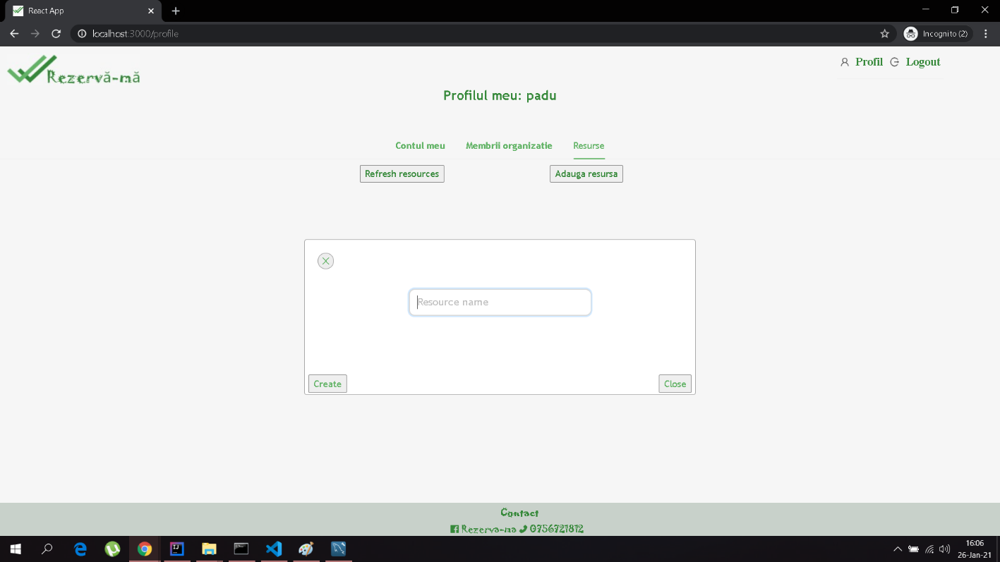 React App
localhost:3000/profile
Incognito (2)
Rezervă-mă
Profil Logout
Profilul meu: padu
Contul meu Membrii organizatie Resurse
Refresh resources Adauga resursa
X
Resource name
Create Close
Contact
Rezerva-ma 0756721812
16:06
26-Jan-21